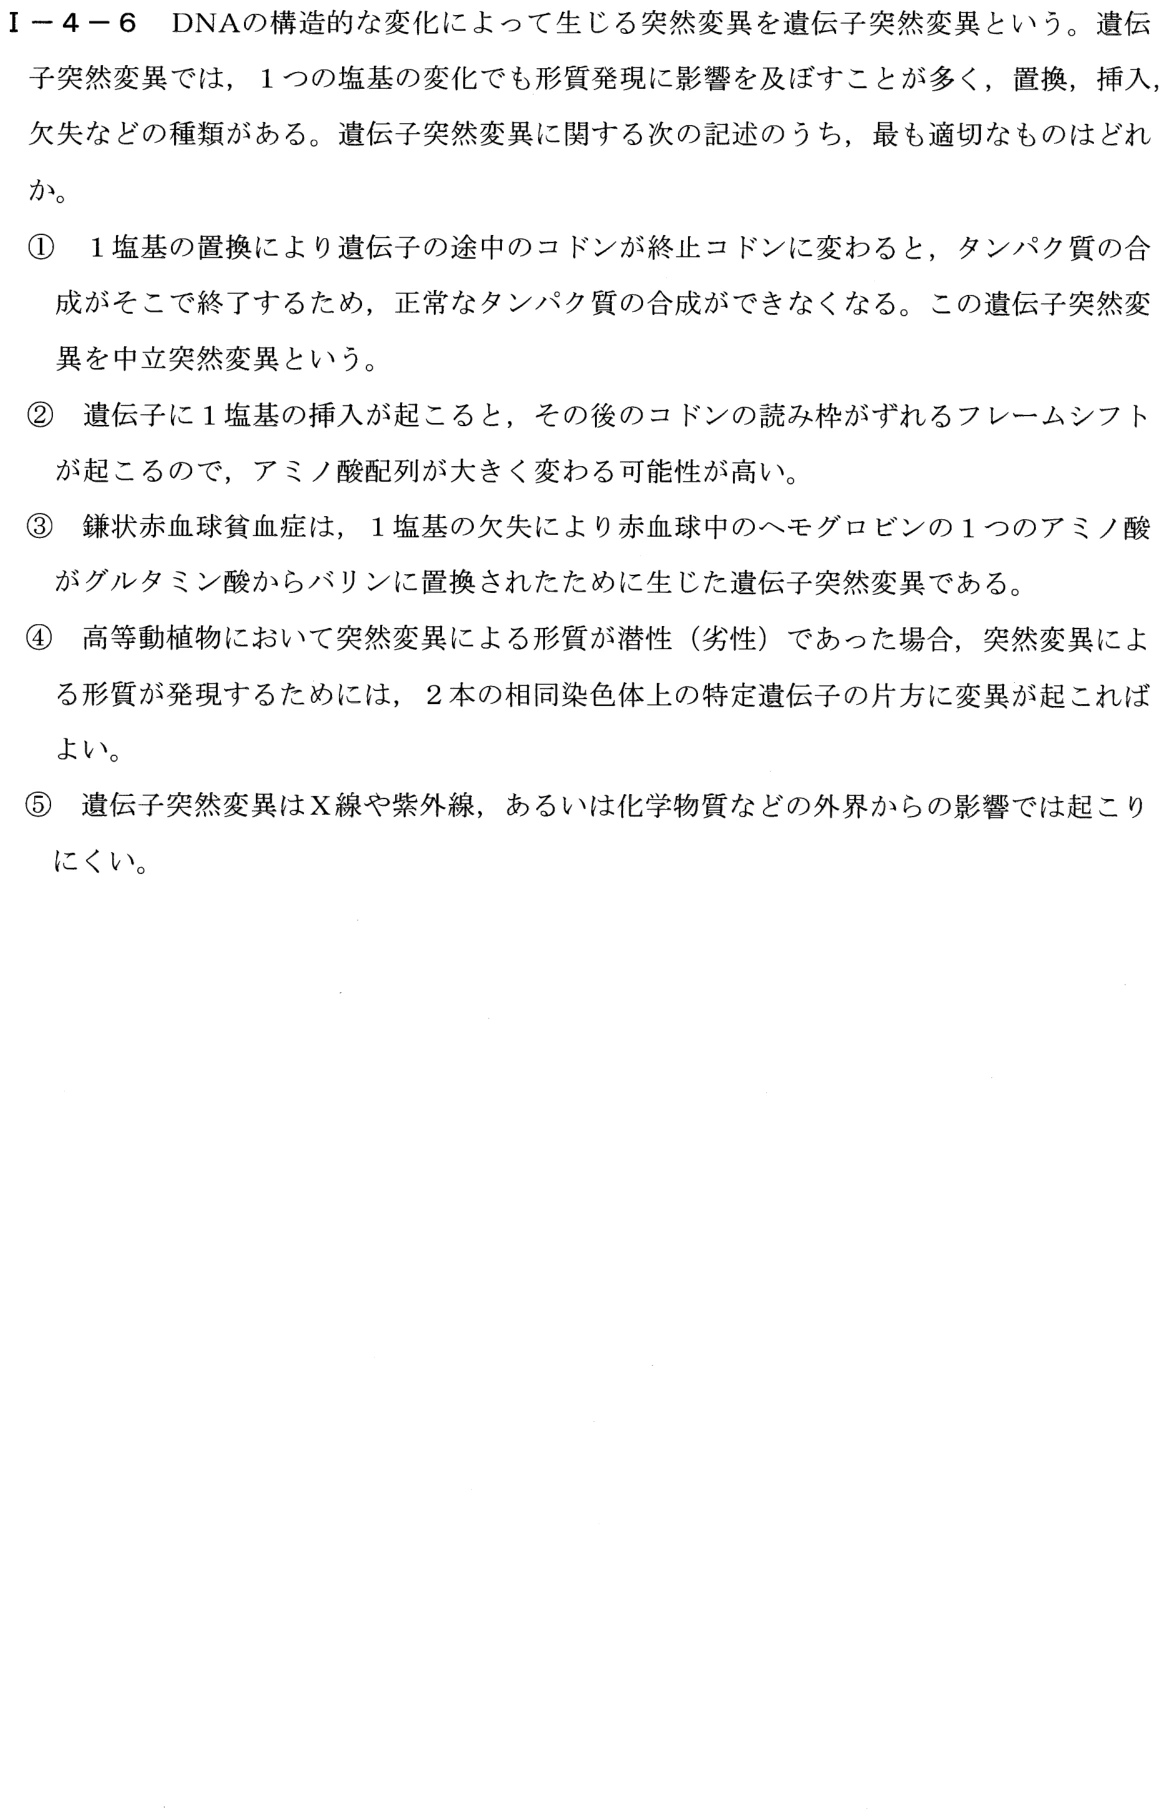 Ⅰ－４－６　DNAの構造的な変化によって生じる突然変異を遺伝子突然変異という。遺伝
子突然変異では，１つの塩基の変化でも形質発現に影響を及ぼすことが多く，置換，挿入，
欠失などの種類がある。遺伝子突然変異に関する次の記述のうち，最も適切なものはどれ
か。
①　１塩基の置換により遺伝子の途中のコドンが終止コドンに変わると，タンパク質の合
成がそこで終了するため，正常なタンパク質の合成ができなくなる。この遺伝子突然変
異を中立突然変異という。
②　遺伝子に１塩基の挿入が起こると，その後のコドンの読み枠がずれるフレームシフト
が起こるので，アミノ酸配列が大きく変わる可能性が高い。
③　鎌状赤血球貧血症は，１塩基の欠失により赤血球中のヘモグロビンの１つのアミノ酸
がグルタミン酸からバリンに置換されたために生じた遺伝子突然変異である。
④　高等動植物において突然変異による形質が潜性（劣性）であった場合，突然変異によ
る形質が発現するためには，２本の相同染色体上の特定遺伝子の片方に変異が起これば
よい。
⑤　遺伝子突然変異はX線や紫外線，あるいは化学物質などの外界からの影響では起こり
にくい。